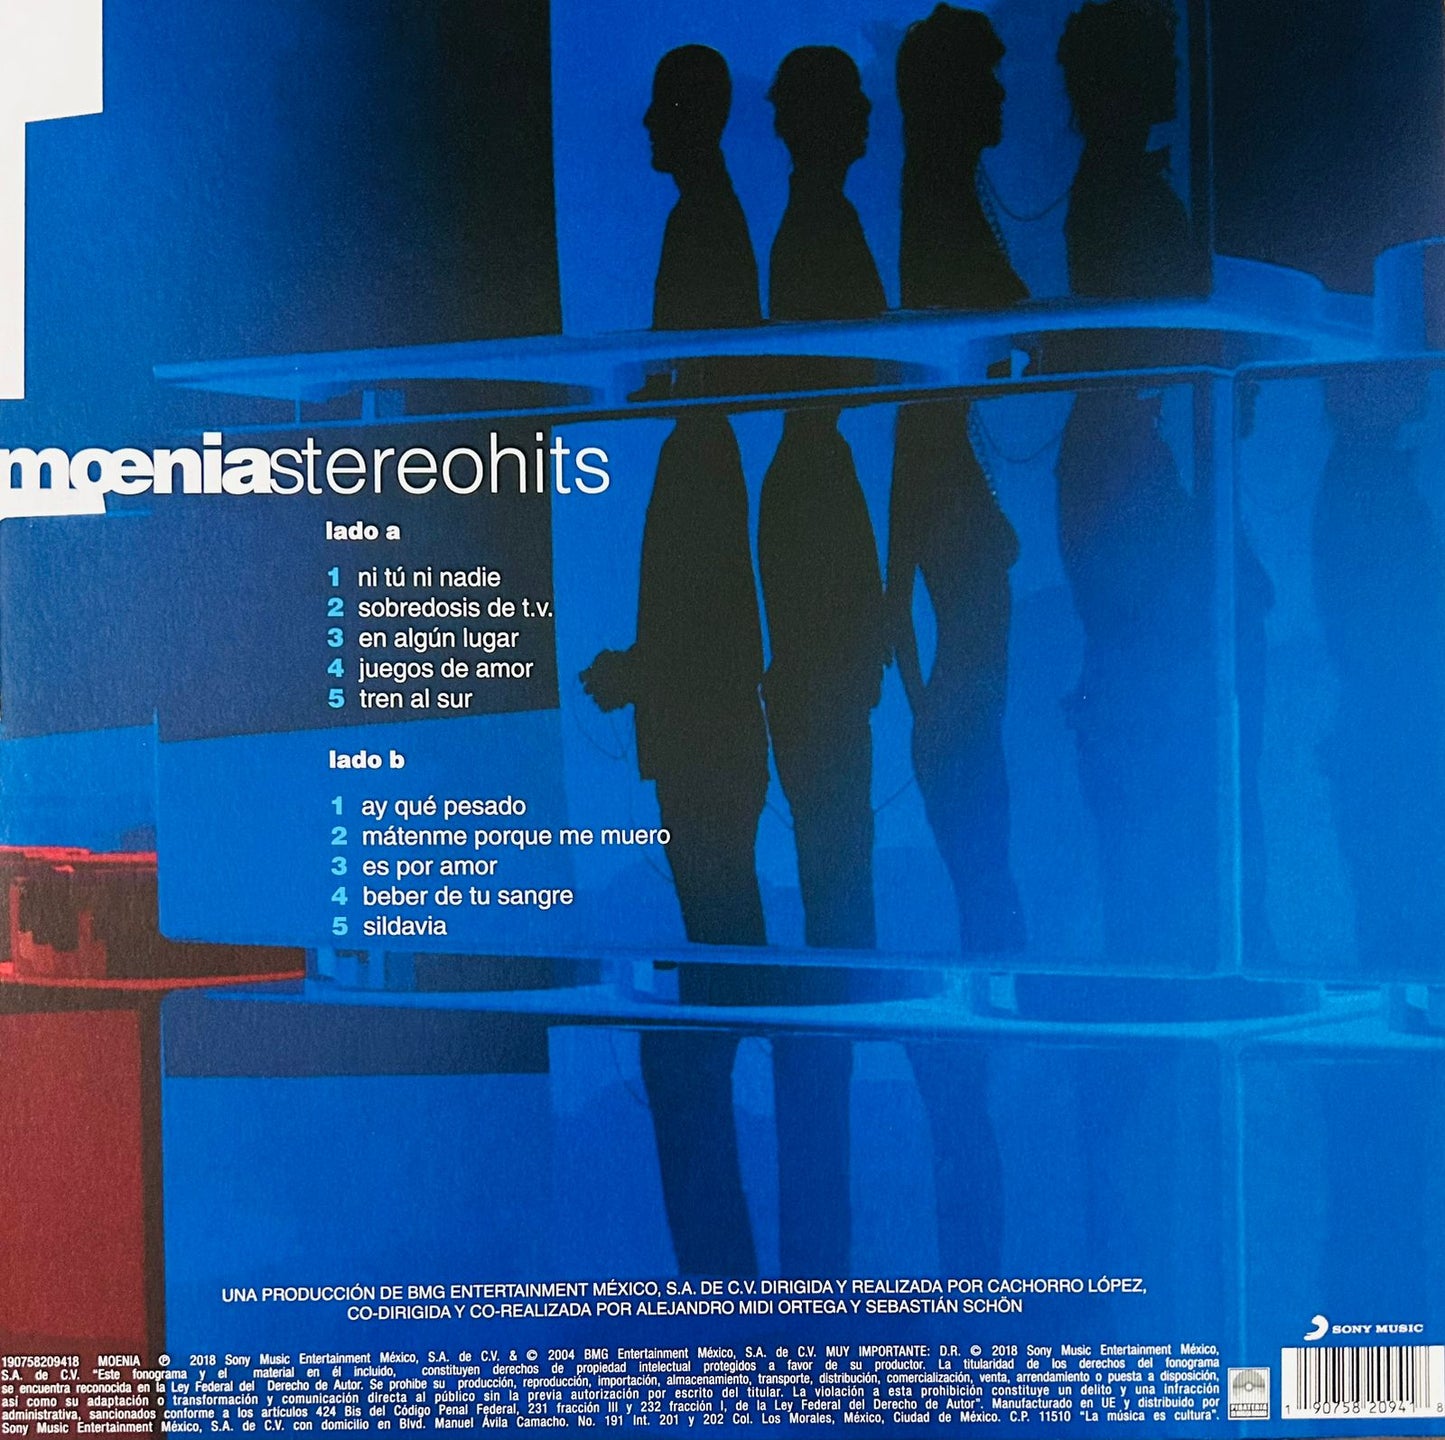 mœniastereohits
lado a
1 ni tú ni nadie
2 sobredosis de t.v.
3 en algún lugar
4 juegos de amor
5 tren al sur
lado b
1 ay qué pesado
2 mátenme porque me muero
3 es por amor
4 beber de tu sangre
5 sildavia
UNA PRODUCCIÓN DE BMG ENTERTAINMENT MÉXICO, S.A. DE C.V. DIRIGIDA Y REALIZADA POR CACHORRO LÓPEZ,
CO-DIRIGIDA Y CO-REALIZADA POR ALEJANDRO MIDI ORTEGA Y SEBASTIÁN SCHÖN
SONY MUSIC
190758209418 MOENIA ℗ 2018 Sony Music Entertainment México, S.A. de C.V. & © 2004 BMG Entertainment México, S.A. de C.V. MUY IMPORTANTE: D.R. © 2018 Sony Music Entertainment México,
S.A. de C.V. "Este fonograma y el material en él incluido, constituyen derechos de propiedad intelectual protegidos a favor de su productor. La titularidad de los derechos del fonograma
se encuentra reconocida en la Ley Federal del Derecho de Autor. Se prohibe su producción, reproducción, importación, almacenamiento, transporte, distribución, comercialización, venta, arrendamiento o puesta a disposición,
así como su adaptación o transformación y comunicación directa al público sin la previa autorización por escrito del titular. La violación a esta prohibición constituye un delito y una infracción
administrativa, sancionados conforme a los artículos 424 Bis del Código Penal Federal, 231 fracción III y 232 fracción I, de la Ley Federal del Derecho de Autor". Manufacturado en UE y distribuido por
Sony Music Entertainment México, S.A. de C.V. con domicilio en Blvd. Manuel Ávila Camacho. No. 191 Int. 201 y 202 Col. Los Morales, México, Ciudad de México. C.P. 11510 "La música es cultura".
1 90758 20941 8